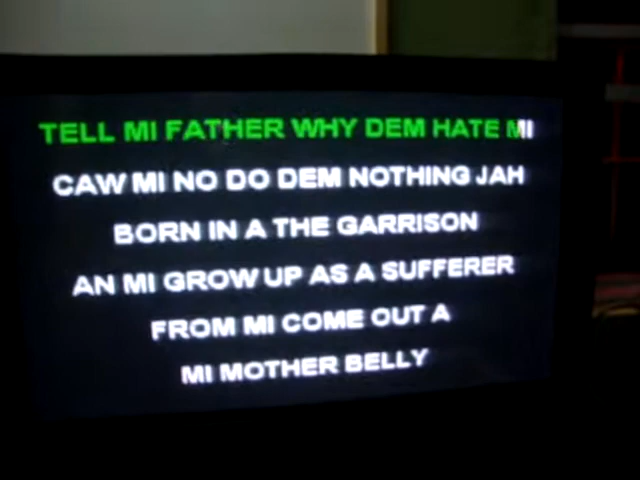 TELL MI FATHER WHY DEM HATE MI
CAW MI NO DO DEM NOTHING JAH
BORN IN A THE GARRISON
AN MI GROW UP AS A SUFFERER
FROM MI COME OUT A
MI MOTHER BELLY